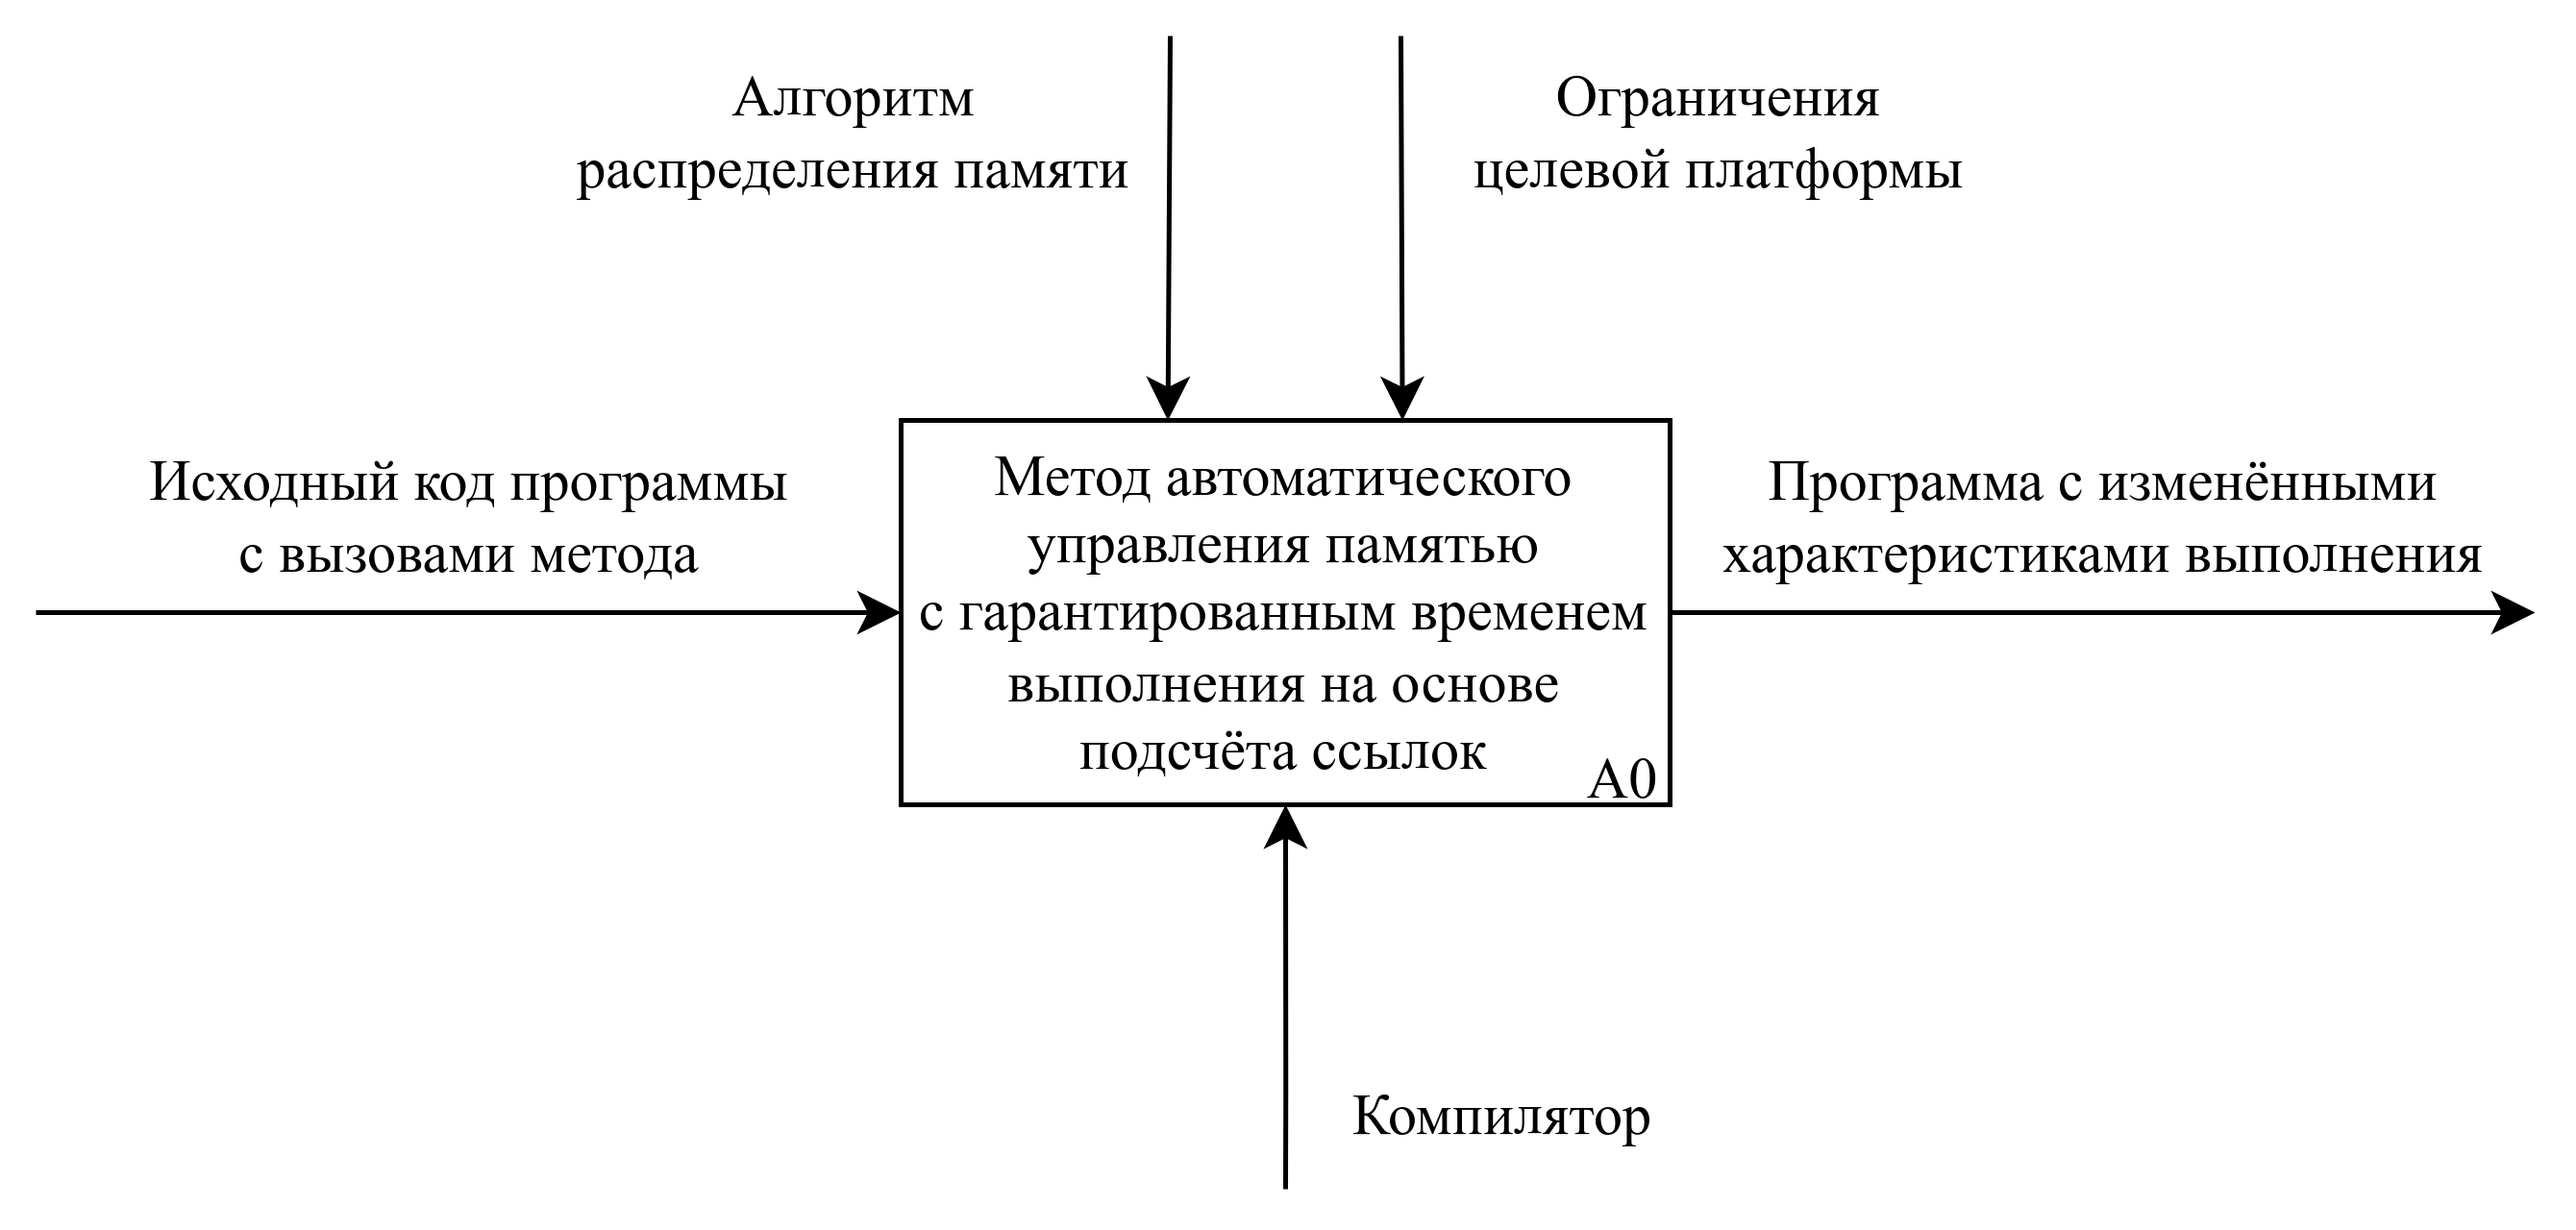 Алгоритм
распределения памяти
Ограничения
целевой платформы
Исходный код программы
с вызовами метода
Метод автоматического
управления памятью
с гарантированным временем
выполнения на основе
подсчёта ссылок
А0
Программа с изменёнными
характеристиками выполнения
Компилятор